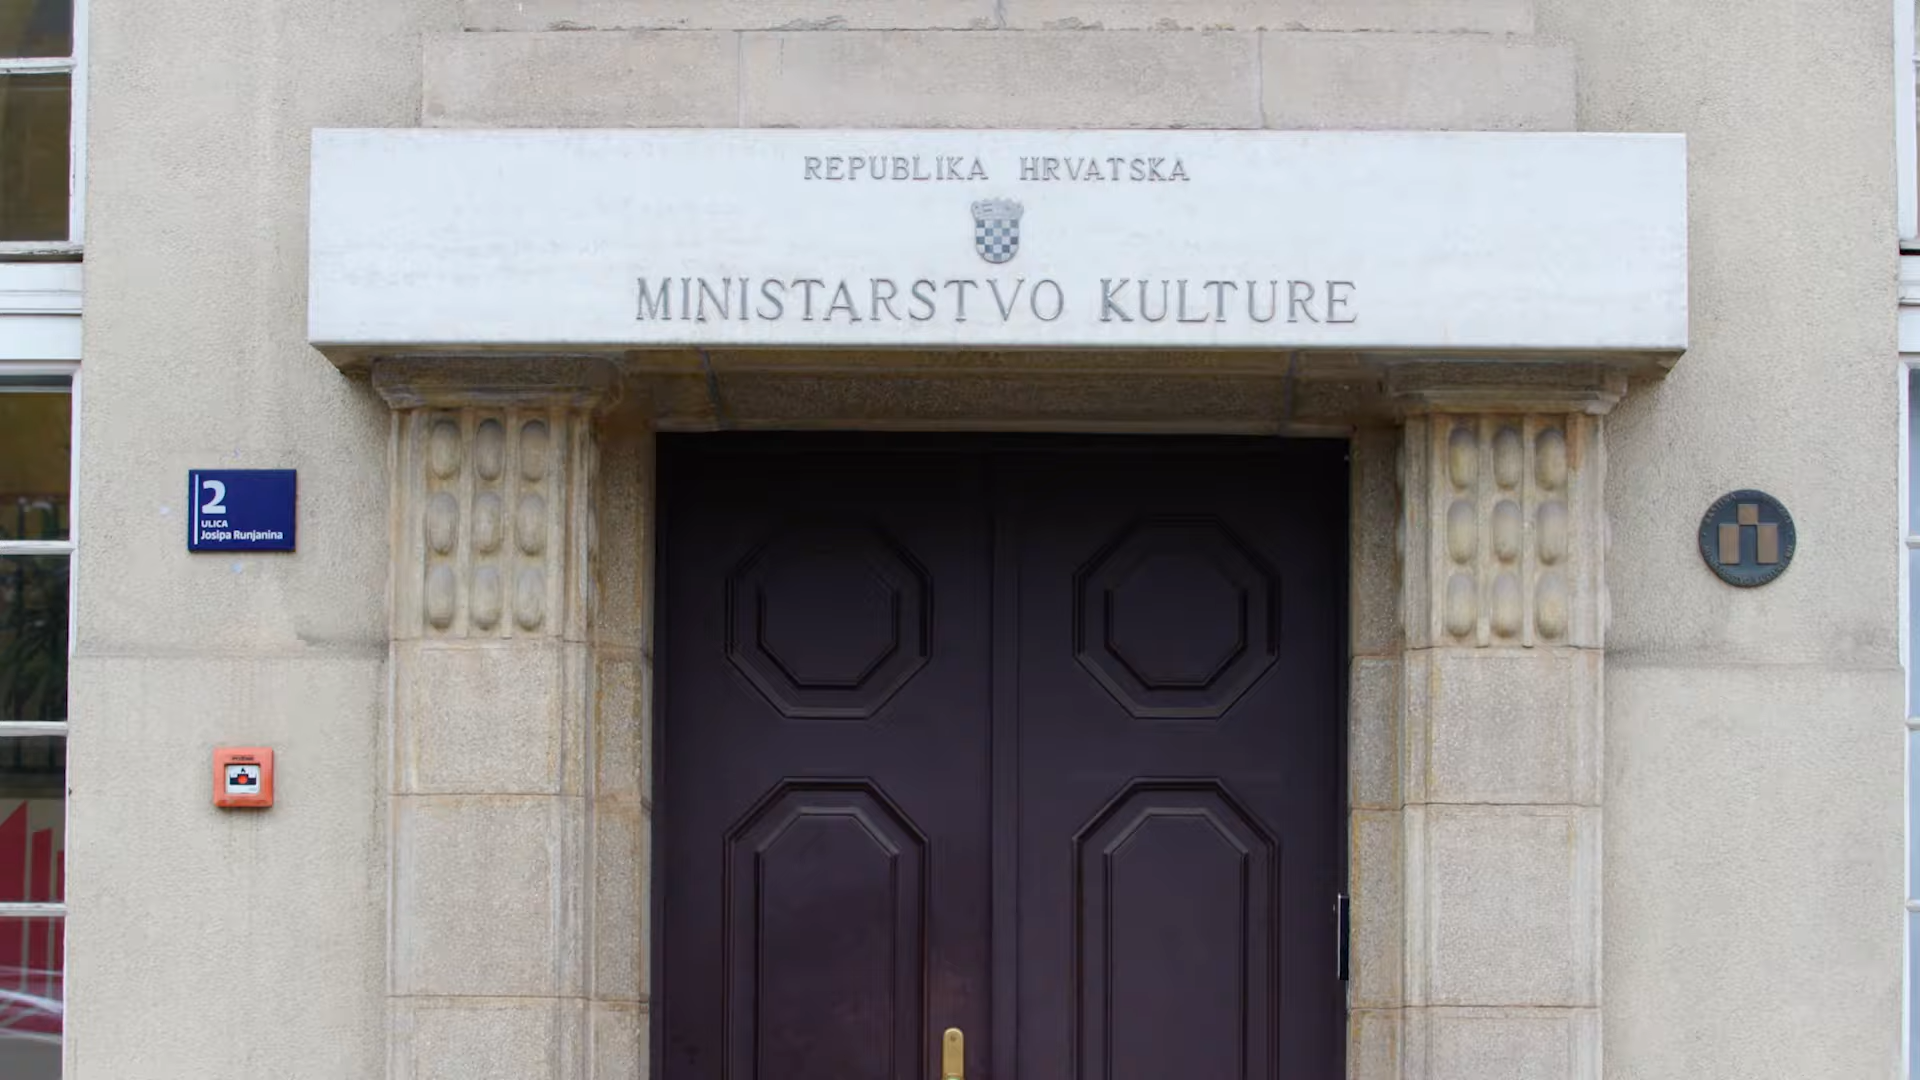 REPUBLIKA HRVATSKA
MINISTARSTVO KULTURE
2
ULICA
Josipa Runjanina